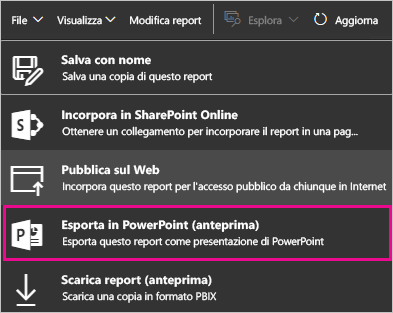 File Visualizza Modifica report Esplora Aggiorna
Salva con nome
Salva una copia di questo report
Incorpora in SharePoint Online
Ottenere un collegamento per incorporare il report in una pag...
Pubblica sul Web
Incorpora questo report per l'accesso pubblico da chiunque in Internet
Esporta in PowerPoint (anteprima)
Esporta questo report come presentazione di PowerPoint
Scarica report (anteprima)
Scarica una copia in formato PBIX